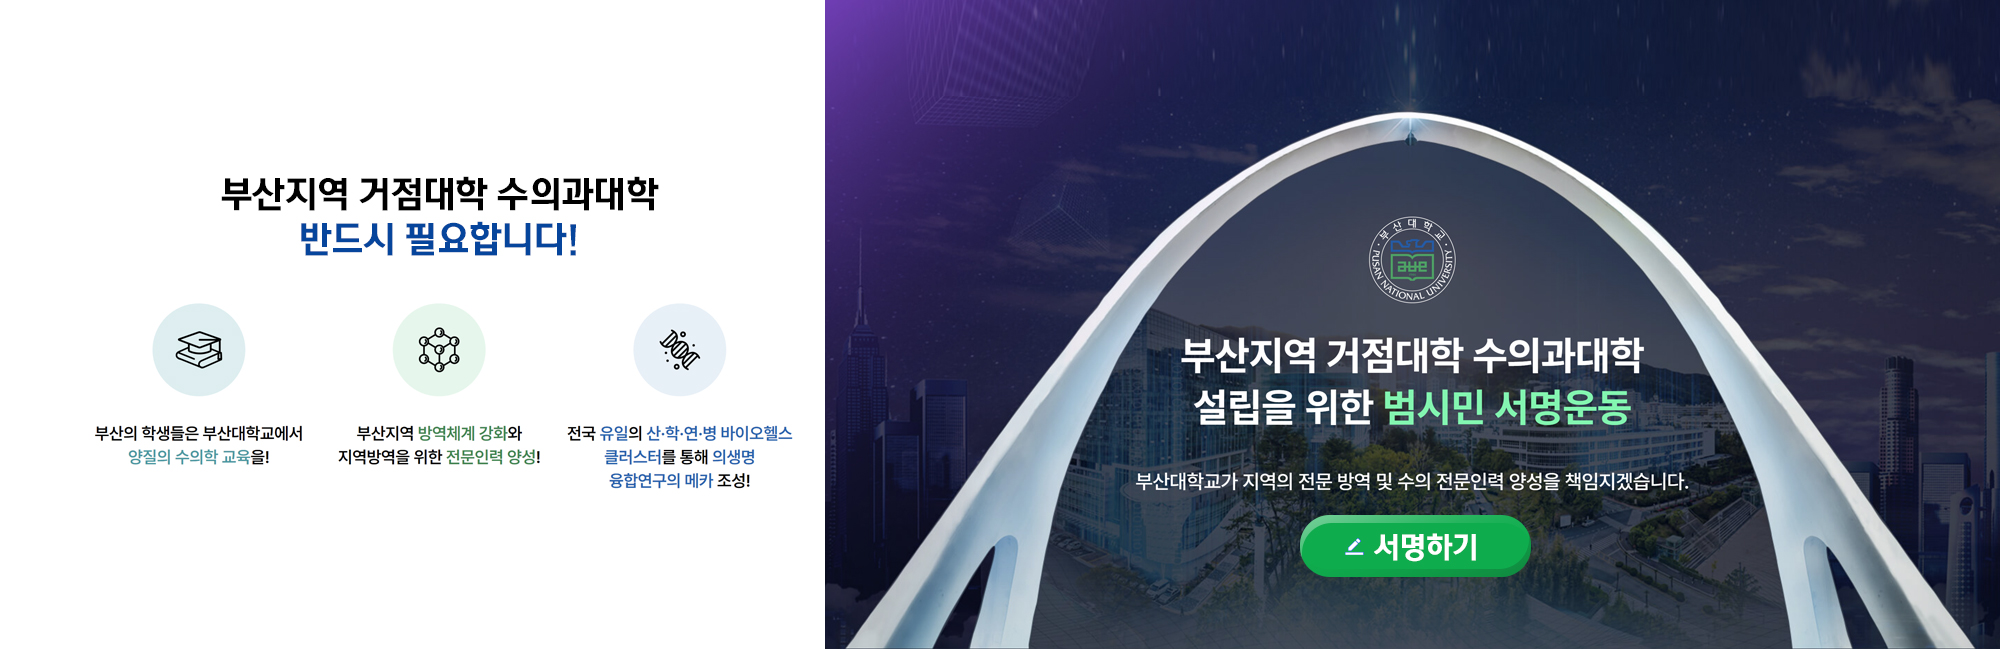 부산지역 거점대학 수의과대학
반드시 필요합니다!
부산의 학생들은 부산대학교에서
양질의 수의학 교육을!
부산지역 방역체계 강화와
지역방역을 위한 전문인력 양성!
전국 유일의 산·학·연·병 바이오헬스
클러스터를 통해 의생명
융합연구의 메카 조성!
부산대학교
PUSAN NATIONAL UNIVERSITY
부산지역 거점대학 수의과대학
설립을 위한 범시민 서명운동
부산대학교가 지역의 전문 방역 및 수의 전문인력 양성을 책임지겠습니다.
서명하기